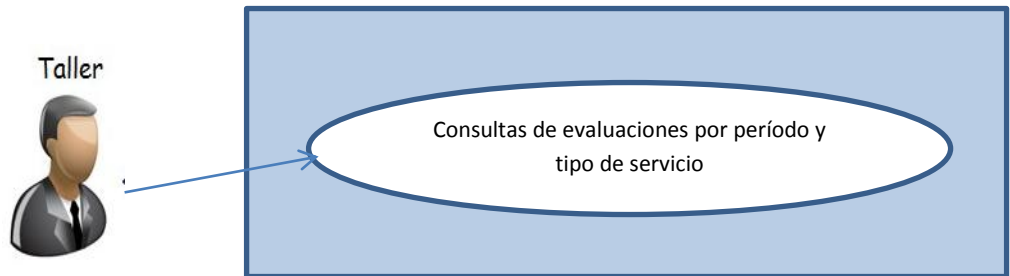 Taller
Consultas de evaluaciones por período y
tipo de servicio